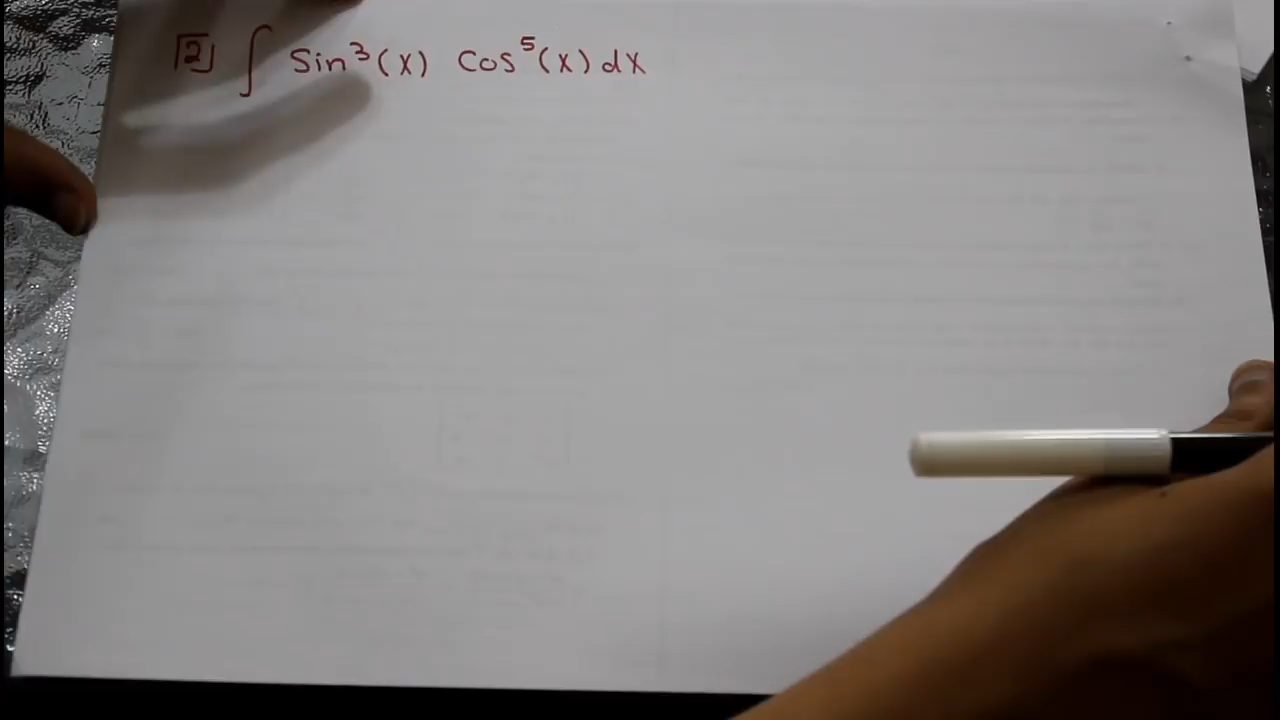 2 ∫ Sin³(x) Cos⁵(x) dx